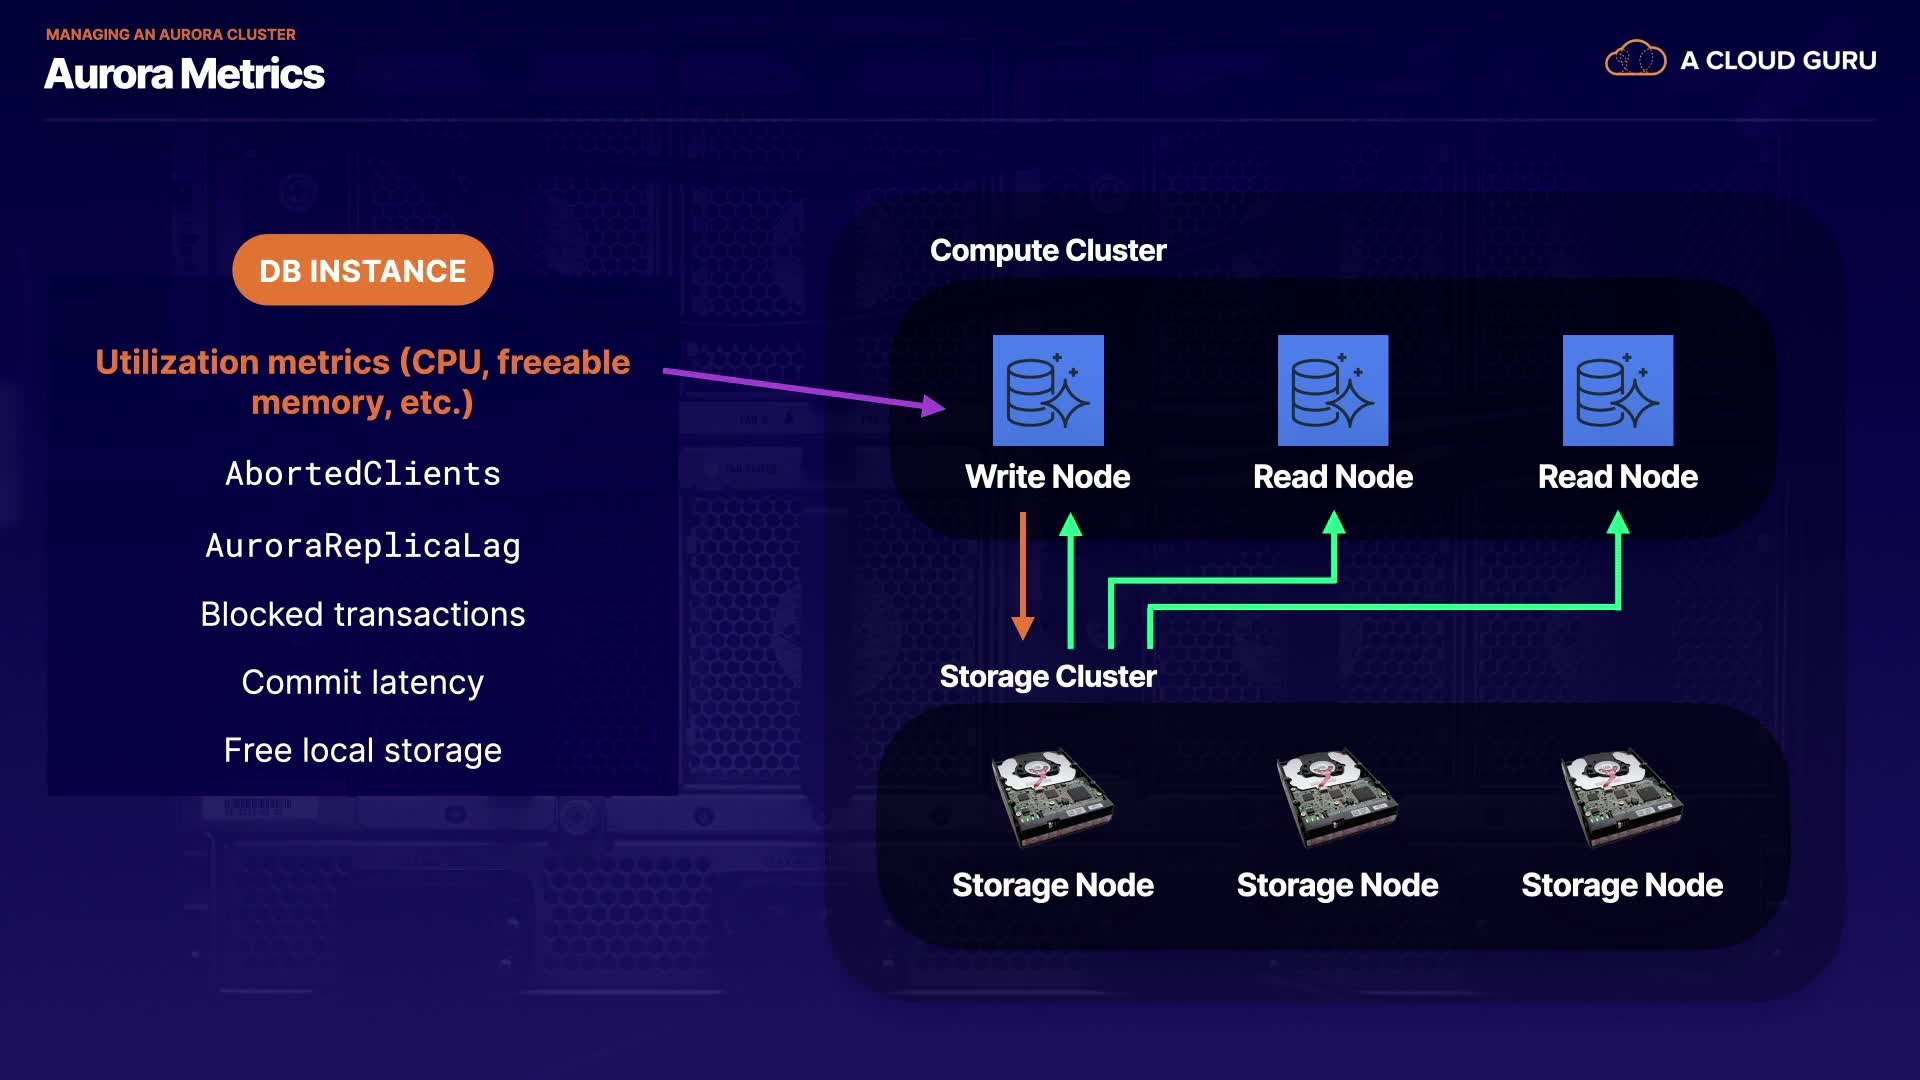 MANAGING AN AURORA CLUSTER
Aurora Metrics
A CLOUD GURU
DB INSTANCE
Utilization metrics (CPU, freeable
memory, etc.)
AbortedClients
AuroraReplicaLag
Blocked transactions
Commit latency
Free local storage
Compute Cluster
Write Node
Read Node
Read Node
Storage Cluster
Storage Node
Storage Node
Storage Node